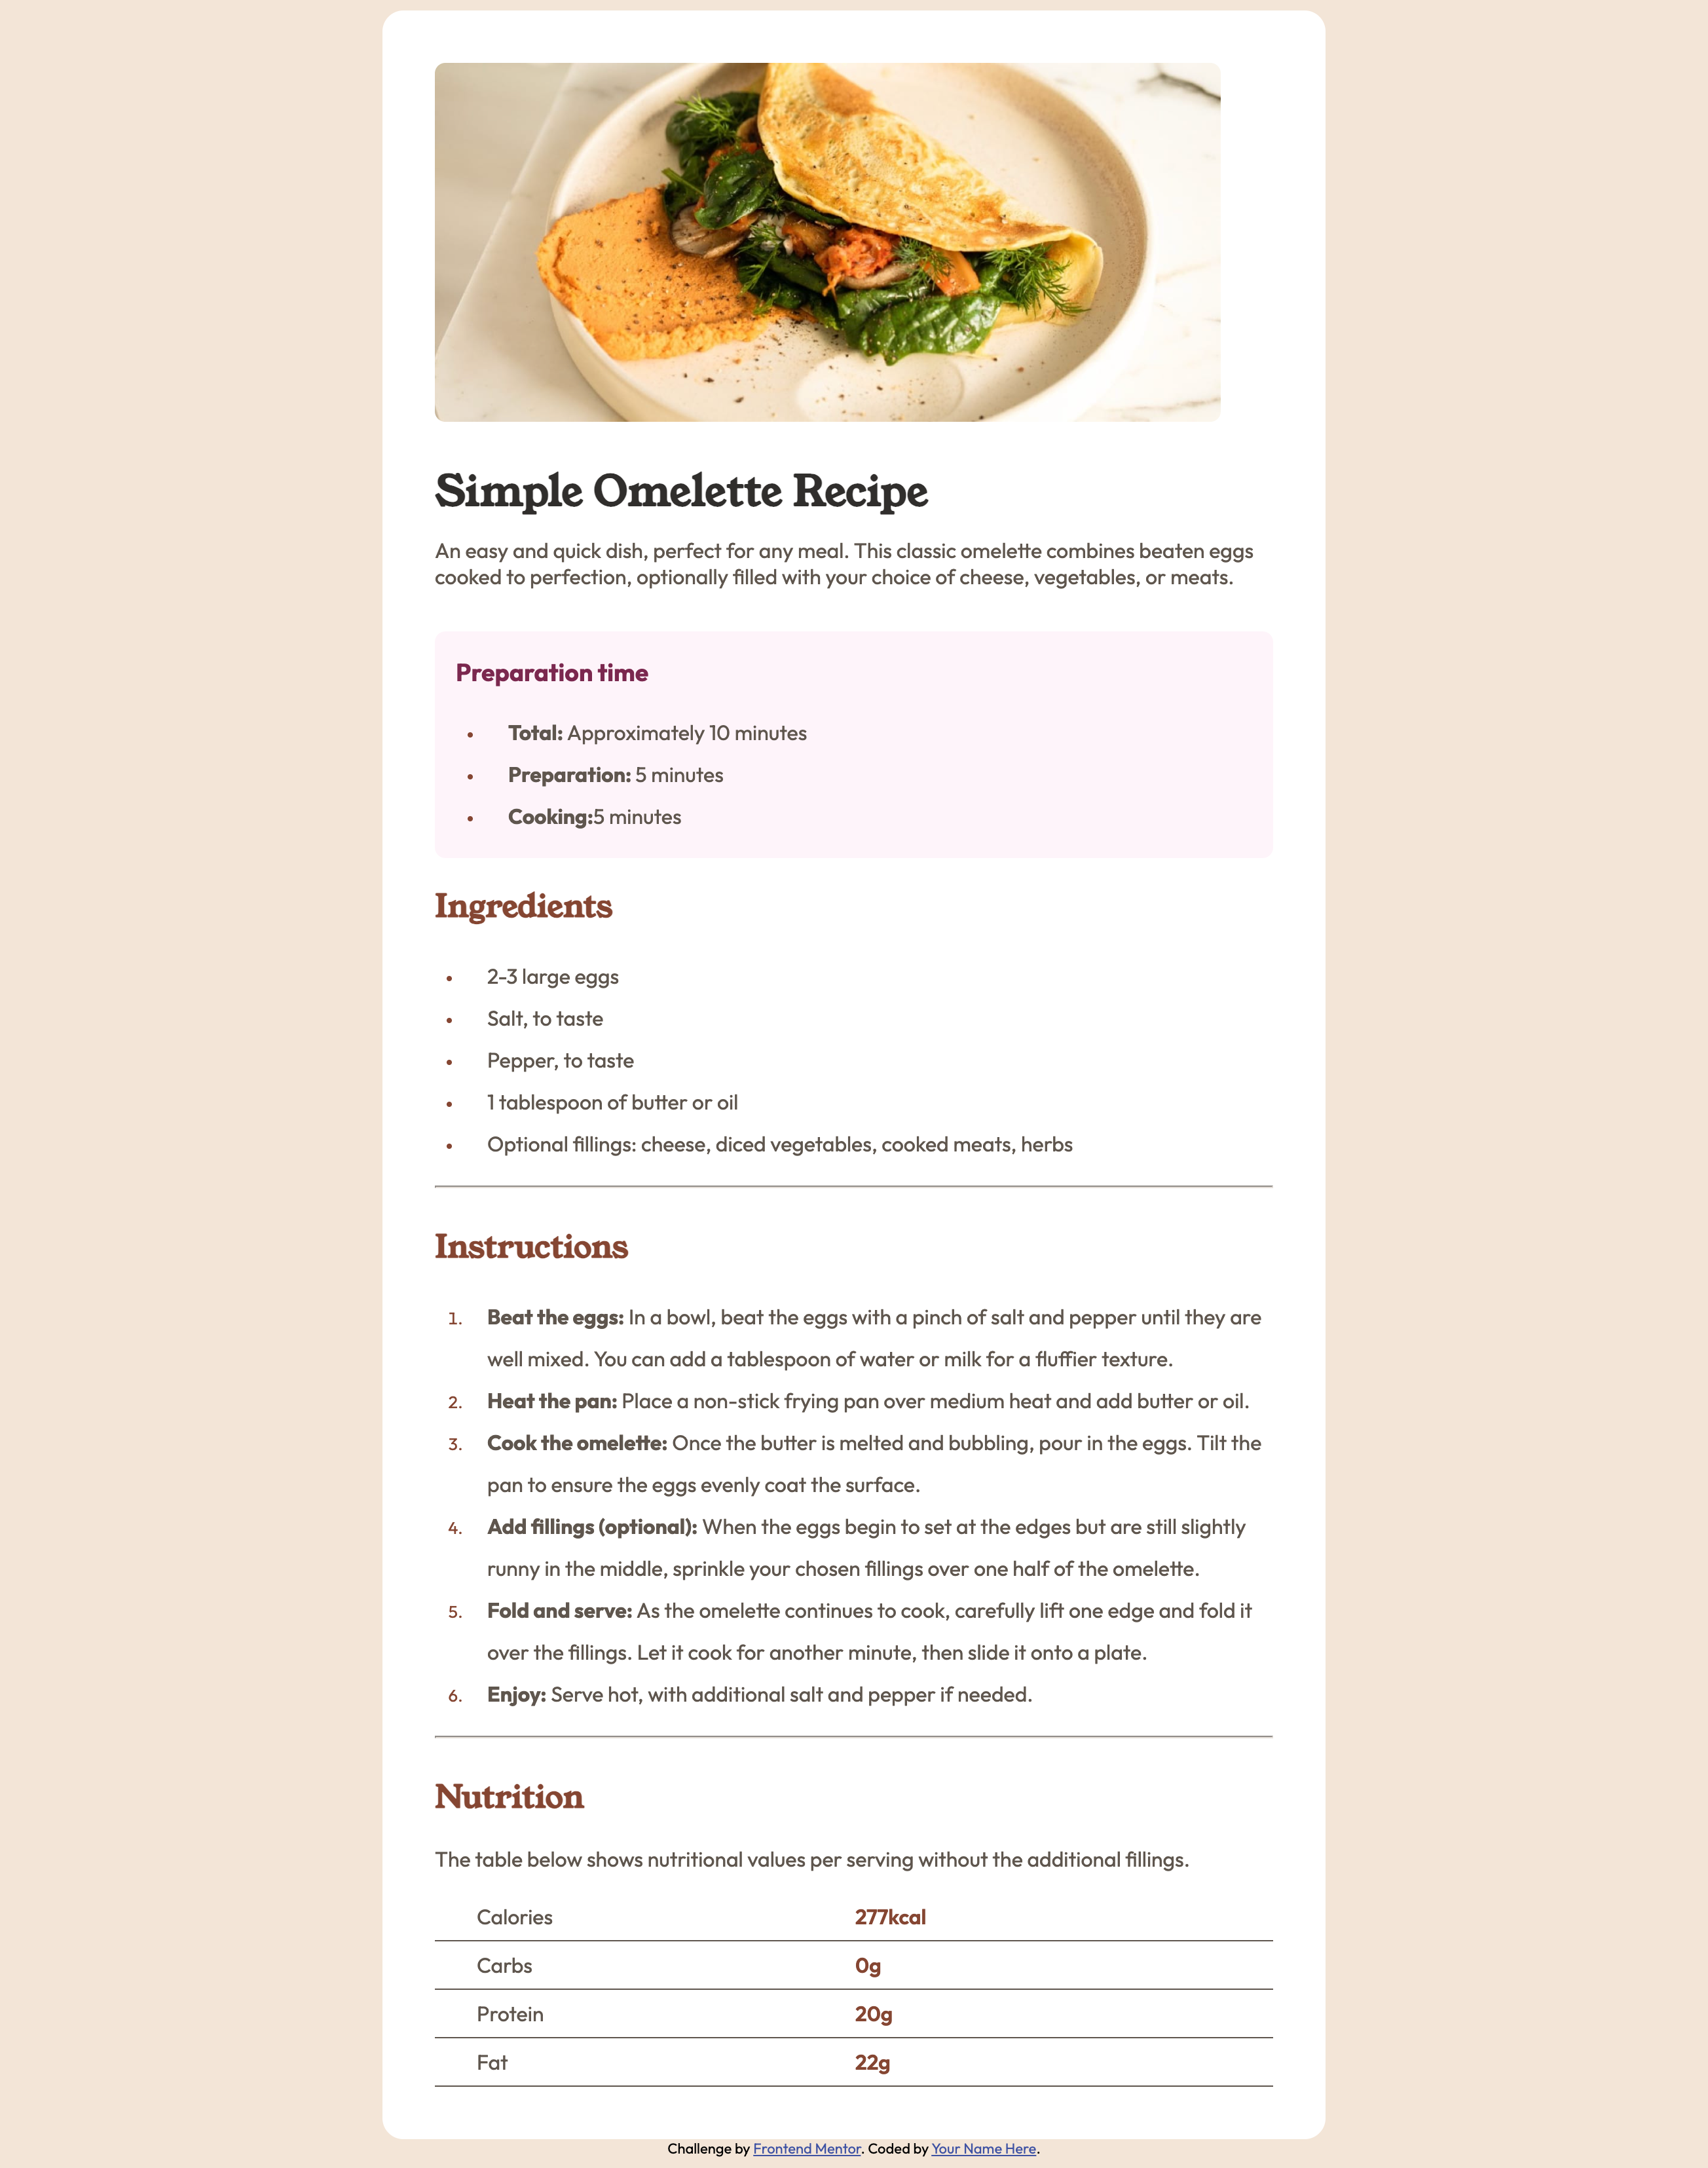 Simple Omelette Recipe
An easy and quick dish, perfect for any meal. This classic omelette combines beaten eggs
cooked to perfection, optionally filled with your choice of cheese, vegetables, or meats.
Preparation time
• Total: Approximately 10 minutes
• Preparation: 5 minutes
• Cooking:5 minutes
Ingredients
• 2-3 large eggs
• Salt, to taste
• Pepper, to taste
• 1 tablespoon of butter or oil
• Optional fillings: cheese, diced vegetables, cooked meats, herbs
Instructions
1. Beat the eggs: In a bowl, beat the eggs with a pinch of salt and pepper until they are
well mixed. You can add a tablespoon of water or milk for a fluffier texture.
2. Heat the pan: Place a non-stick frying pan over medium heat and add butter or oil.
3. Cook the omelette: Once the butter is melted and bubbling, pour in the eggs. Tilt the
pan to ensure the eggs evenly coat the surface.
4. Add fillings (optional): When the eggs begin to set at the edges but are still slightly
runny in the middle, sprinkle your chosen fillings over one half of the omelette.
5. Fold and serve: As the omelette continues to cook, carefully lift one edge and fold it
over the fillings. Let it cook for another minute, then slide it onto a plate.
6. Enjoy: Serve hot, with additional salt and pepper if needed.
Nutrition
The table below shows nutritional values per serving without the additional fillings.
Calories 277kcal
Carbs 0g
Protein 20g
Fat 22g
Challenge by Frontend Mentor. Coded by Your Name Here.